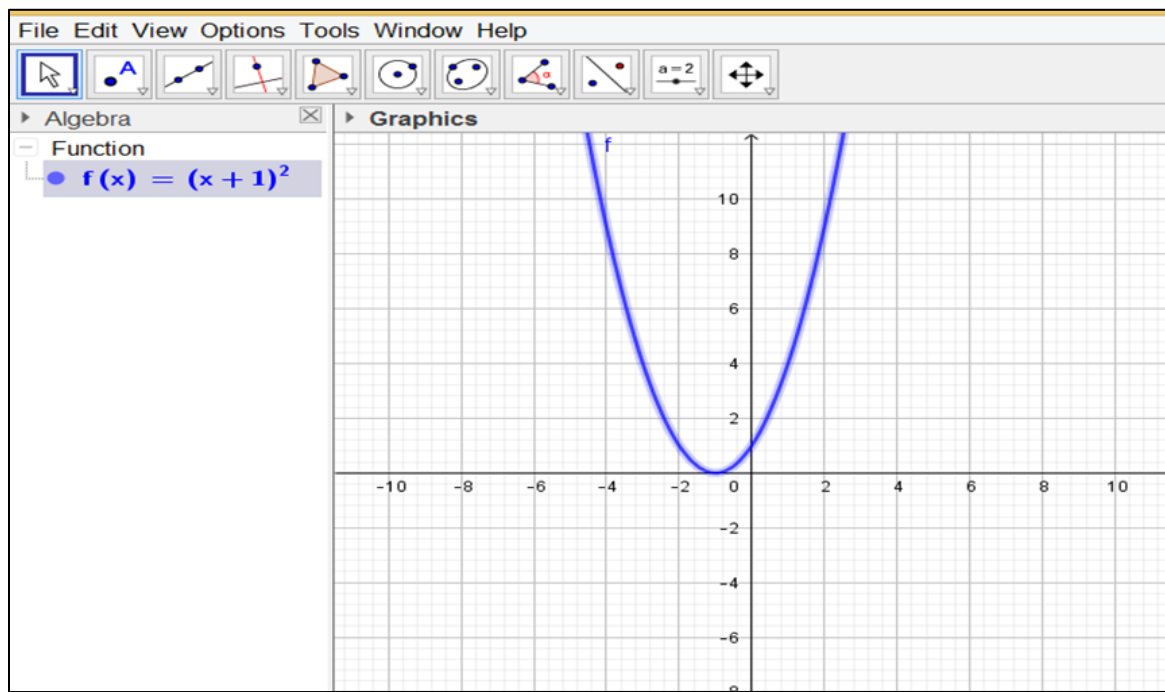 File Edit View Options Tools Window Help
A
α
a=2
Algebra
Graphics
Function
f(x) = (x + 1)²
f
10
8
6
4
2
-10 -8 -6 -4 -2 0 2 4 6 8 10
-2
-4
-6
-8